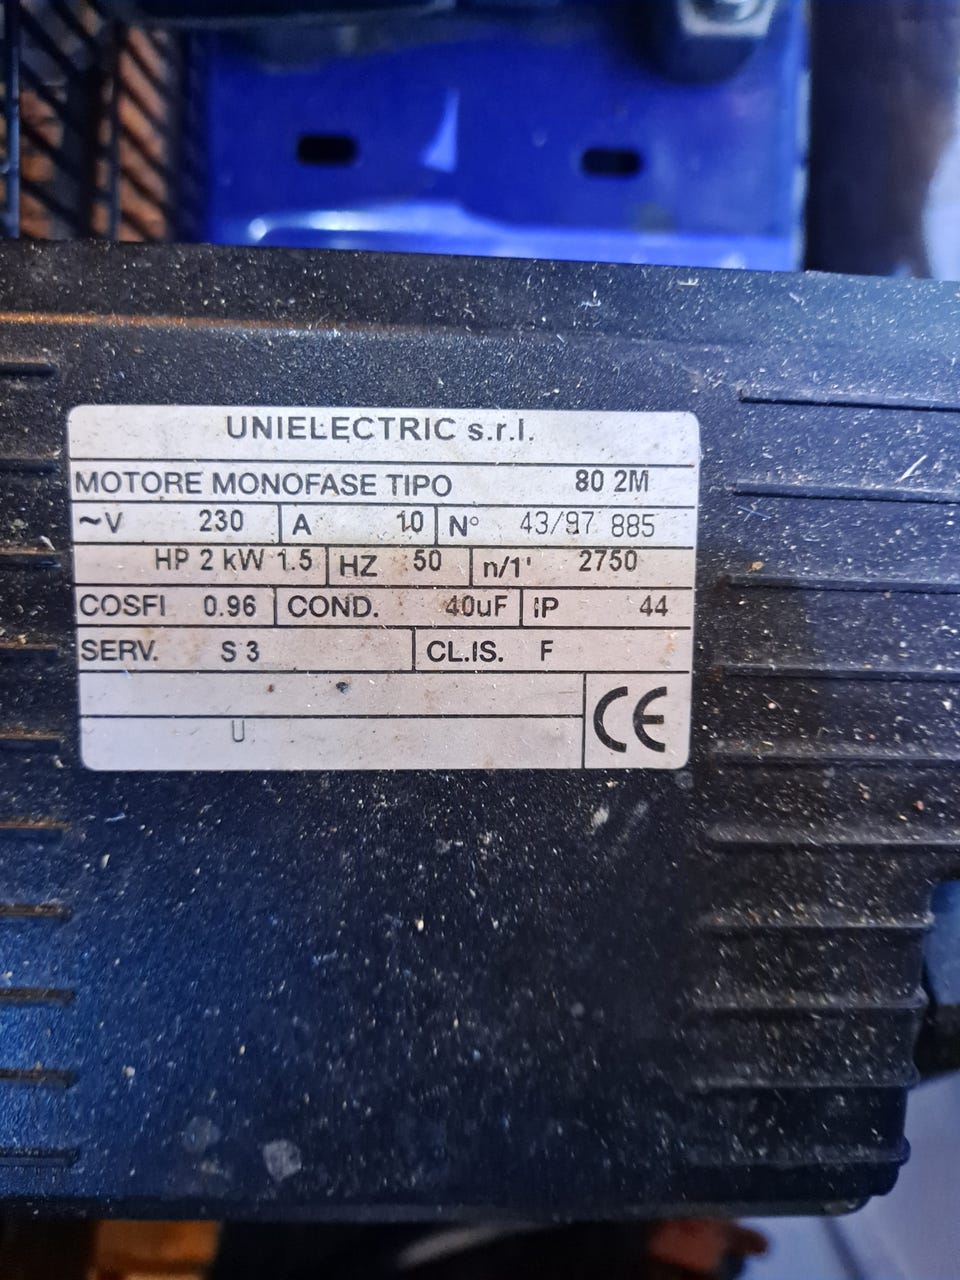 UNIELECTRIC s.r.l.
MOTORE MONOFASE TIPO 80 2M
~V 230 A 10 N° 43/97 885
HP 2 kW 1.5 HZ 50 n/1' 2750
COSFI 0.96 COND. 40uF IP 44
SERV. S 3 CL.IS. F
U
CE